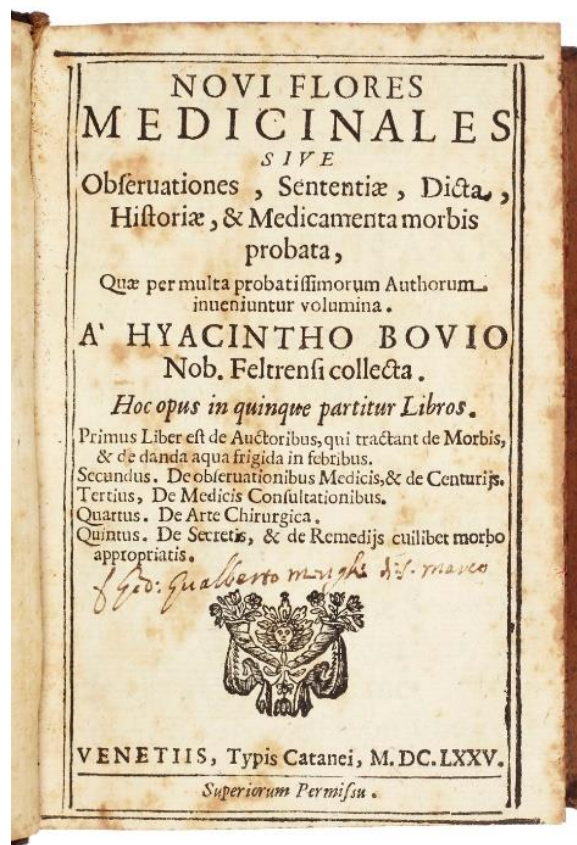 NOVI FLORES
MEDICINALES
SIVE
Obſeruationes , Sententiæ , Dicta ,
Hiſtoriæ , & Medicamenta morbis
probata ,
Quæ per multa probatiſſimorum Authorum
inueniuntur volumina .
A' HYACINTHO BOVIO
Nob. Feltrenſi collecta .
Hoc opus in quinque partitur Libros .
Primus Liber eſt de Auctoribus, qui tractant de Morbis,
& de danda aqua frigida in febribus.
Secundus . De obſeruationibus Medicis, & de Centurijs.
Tertius , De Medicis Conſultationibus.
Quartus . De Arte Chirurgica .
Quintus . De Secretis, & de Remedijs cuilibet morbo
appropriatis .
Gualberto marco
VENETIIS, Typis Catanei, M. DC. LXXV.
Superiorum Permiſsu .